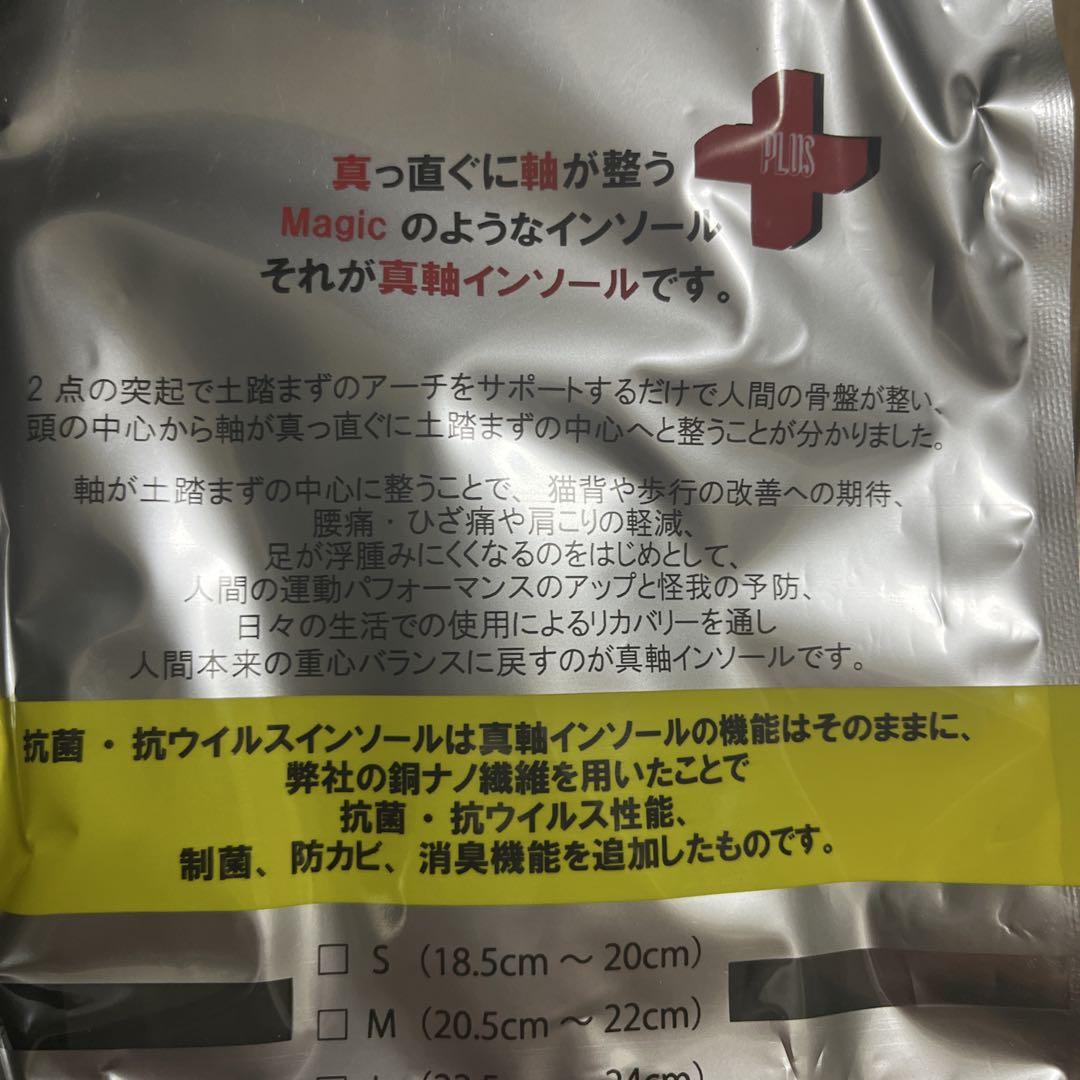 PLUS
真っ直ぐに軸が整う
Magic のようなインソール
それが真軸インソールです。
2 点の突起で土踏まずのアーチをサポートするだけで人間の骨盤が整い、
頭の中心から軸が真っ直ぐに土踏まずの中心へと整うことが分かりました。
軸が土踏まずの中心に整うことで、猫背や歩行の改善への期待、
腰痛・ひざ痛や肩こりの軽減、
足が浮腫みにくくなるのをはじめとして、
人間の運動パフォーマンスのアップと怪我の予防、
日々の生活での使用によるリカバリーを通し
人間本来の重心バランスに戻すのが真軸インソールです。
抗菌・抗ウイルスインソールは真軸インソールの機能はそのままに、
弊社の銅ナノ繊維を用いたことで
抗菌・抗ウイルス性能、
制菌、防カビ、消臭機能を追加したものです。
□ S（18.5cm ～ 20cm）
□ M（20.5cm ～ 22cm）